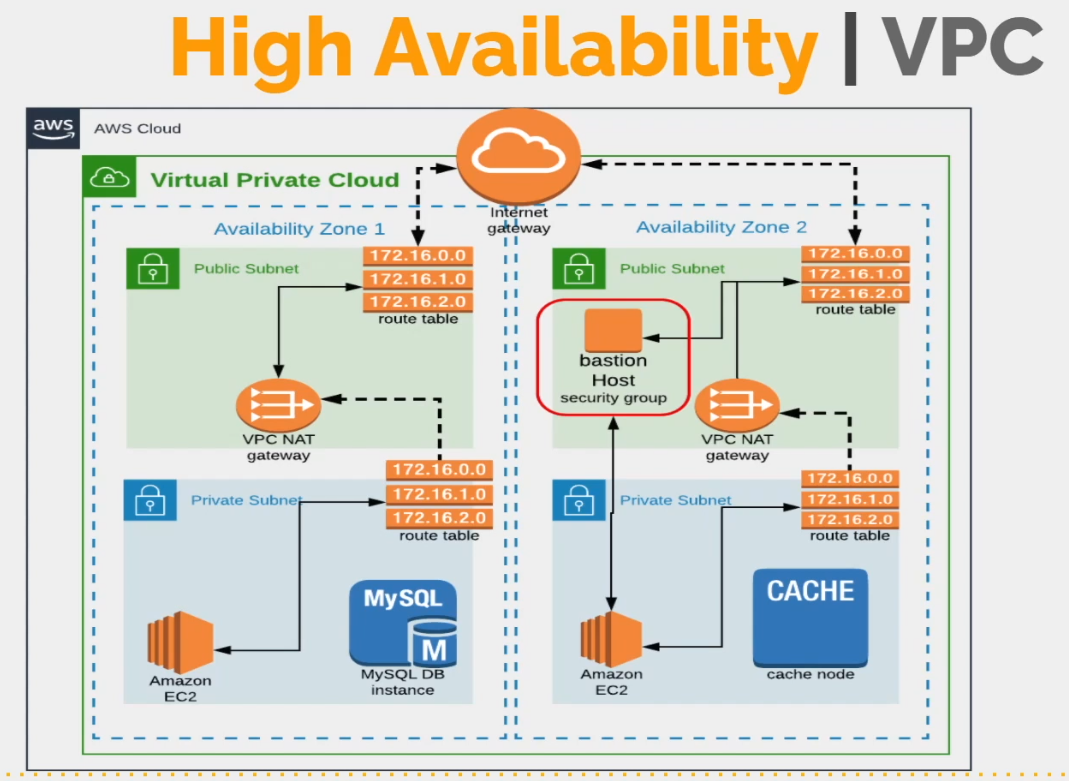 High Availability | VPC
aws
AWS Cloud
Virtual Private Cloud
Internet
gateway
Availability Zone 1
Public Subnet
172.16.0.0
172.16.1.0
172.16.2.0
route table
VPC NAT
gateway
Private Subnet
172.16.0.0
172.16.1.0
172.16.2.0
route table
Amazon
EC2
MySQL
M
MySQL DB
instance
Availability Zone 2
Public Subnet
172.16.0.0
172.16.1.0
172.16.2.0
route table
bastion
Host
security group
VPC NAT
gateway
Private Subnet
172.16.0.0
172.16.1.0
172.16.2.0
route table
Amazon
EC2
CACHE
cache node